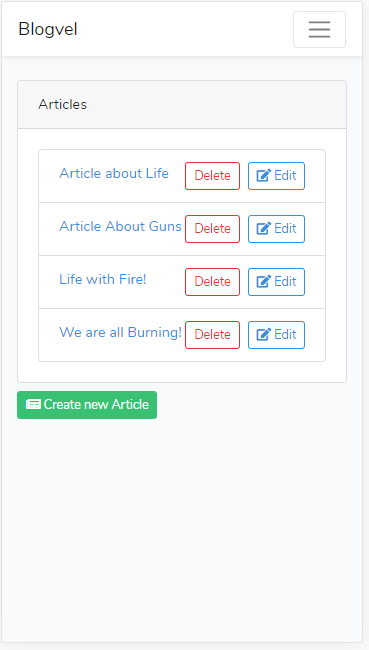 Blogvel
Articles
Article about Life Delete Edit
Article About Guns Delete Edit
Life with Fire! Delete Edit
We are all Burning! Delete Edit
Create new Article